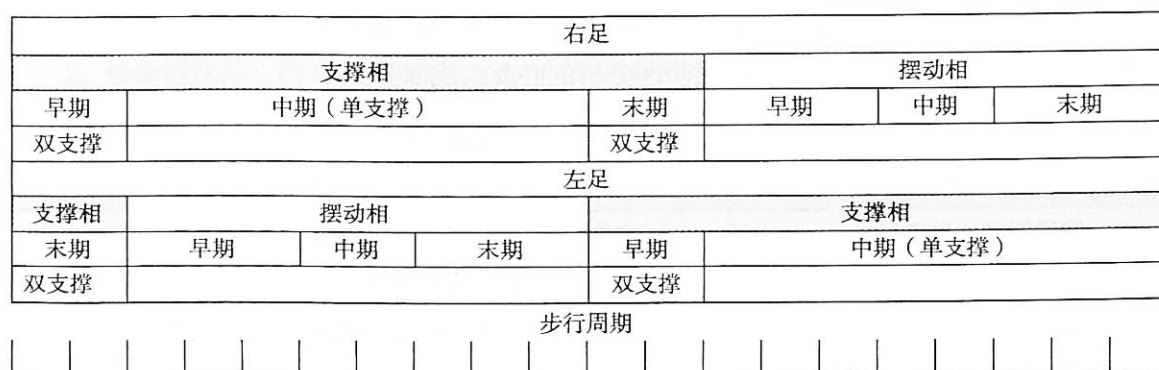 右足
支撑相 摆动相
早期 中期（单支撑） 末期 早期 中期 末期
双支撑 双支撑
左足
支撑相 摆动相 支撑相
末期 早期 中期 末期 早期 中期（单支撑）
双支撑 双支撑
步行周期